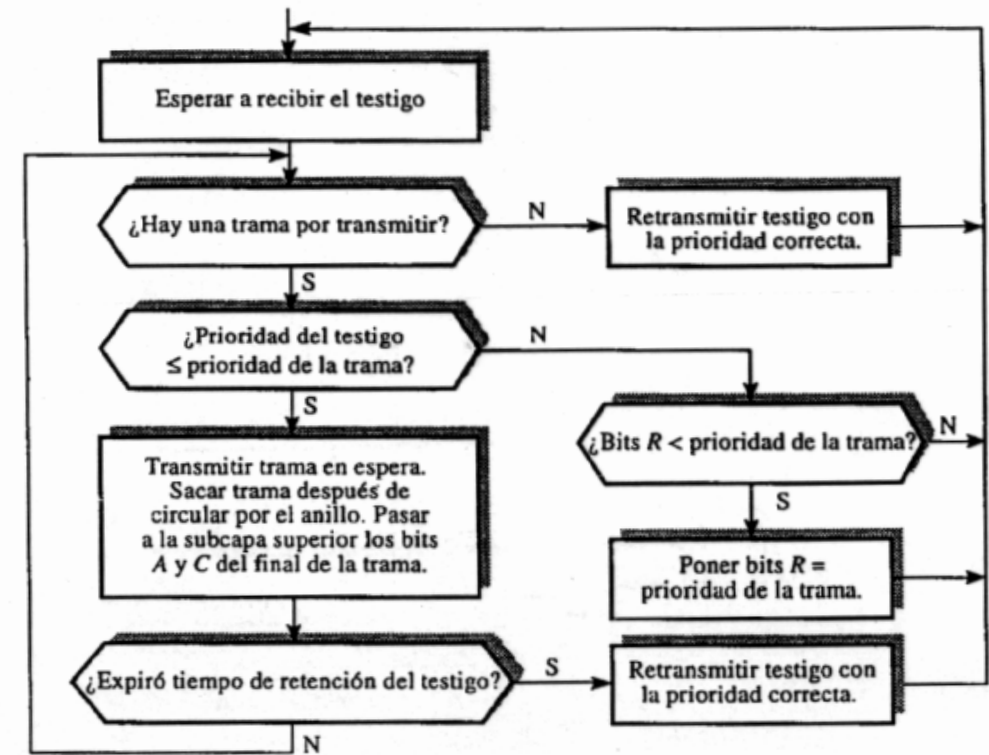 Esperar a recibir el testigo
¿Hay una trama por transmitir?
N
Retransmitir testigo con
la prioridad correcta.
S
¿Prioridad del testigo
≤ prioridad de la trama?
N
S
¿Bits R < prioridad de la trama?
N
Transmitir trama en espera.
Sacar trama después de
circular por el anillo. Pasar
a la subcapa superior los bits
A y C del final de la trama.
S
Poner bits R =
prioridad de la trama.
¿Expiró tiempo de retención del testigo?
S
Retransmitir testigo con
la prioridad correcta.
N